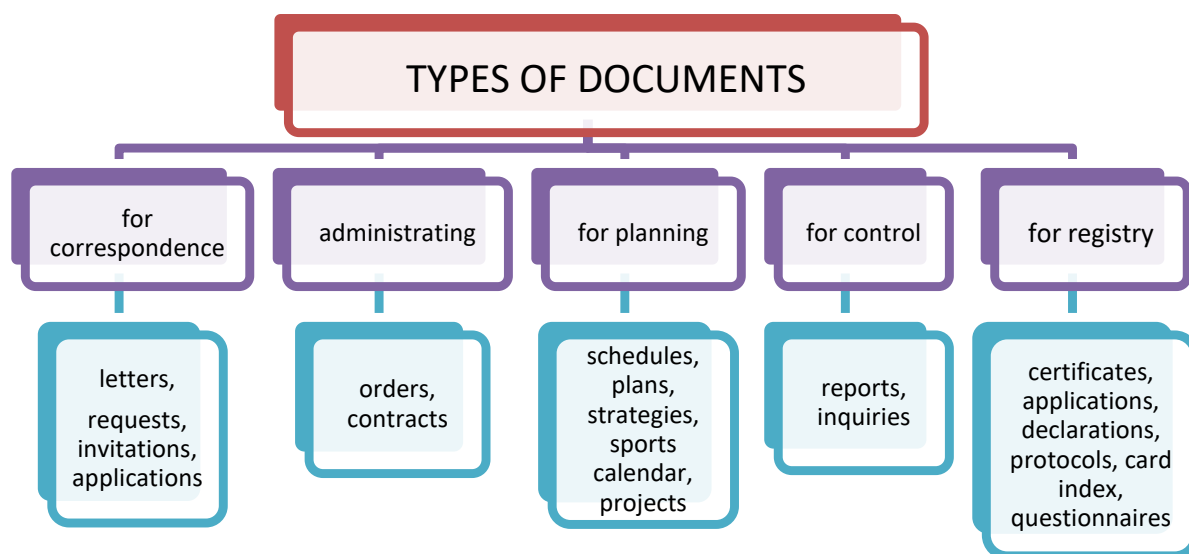 TYPES OF DOCUMENTS
for
correspondence
administrating
for planning
for control
for registry
letters,
requests,
invitations,
applications
orders,
contracts
schedules,
plans,
strategies,
sports
calendar,
projects
reports,
inquiries
certificates,
applications,
declarations,
protocols, card
index,
questionnaires